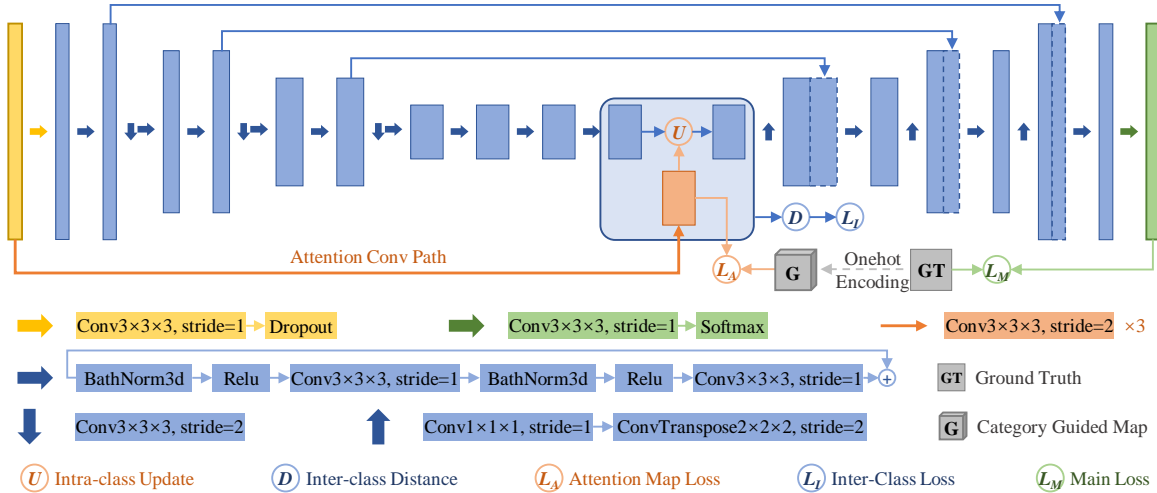 U
D
L_I
Attention Conv Path
L_A
G
Onehot
Encoding
GT
L_M
Conv3×3×3, stride=1
Dropout
Conv3×3×3, stride=1
Softmax
Conv3×3×3, stride=2 ×3
BathNorm3d
Relu
Conv3×3×3, stride=1
BathNorm3d
Relu
Conv3×3×3, stride=1
+
GT Ground Truth
Conv3×3×3, stride=2
Conv1×1×1, stride=1
ConvTranspose2×2×2, stride=2
G Category Guided Map
U Intra-class Update
D Inter-class Distance
L_A Attention Map Loss
L_I Inter-Class Loss
L_M Main Loss